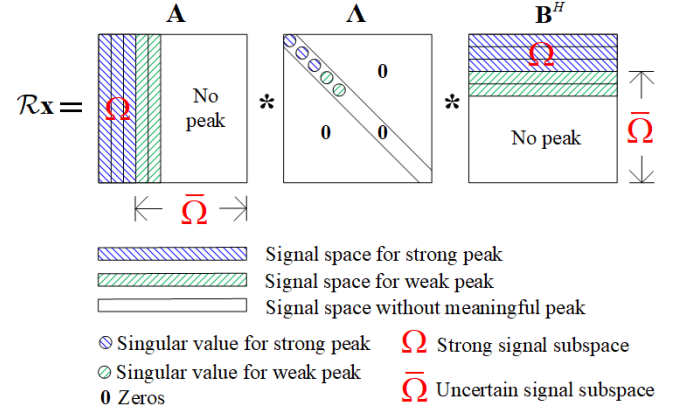 A Λ Bᴴ
ℛx = Ω No peak * 0 0 0 * Ω No peak Ω̄
Ω̄
Signal space for strong peak
Signal space for weak peak
Signal space without meaningful peak
Singular value for strong peak Ω Strong signal subspace
Singular value for weak peak Ω̄ Uncertain signal subspace
0 Zeros